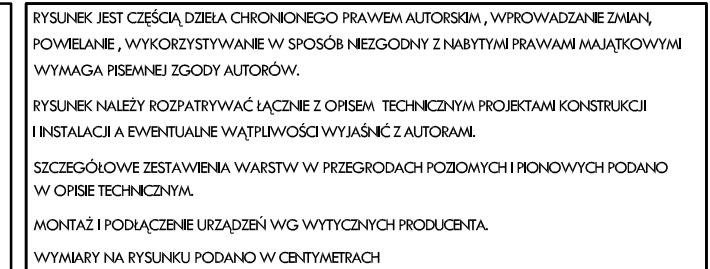 RYSUNEK JEST CZĘŚCIĄ DZIEŁA CHRONIONEGO PRAWEM AUTORSKIM , WPROWADZANIE ZMIAN,
POWIELANIE , WYKORZYSTYWANIE W SPOSÓB NIEZGODNY Z NABYTYMI PRAWAMI MAJĄTKOWYMI
WYMAGA PISEMNEJ ZGODY AUTORÓW.
RYSUNEK NALEŻY ROZPATRYWAĆ ŁĄCZNIE Z OPISEM TECHNICZNYM PROJEKTAMI KONSTRUKCJI
I INSTALACJI A EWENTUALNE WĄTPLIWOŚCI WYJAŚNIĆ Z AUTORAMI.
SZCZEGÓŁOWE ZESTAWIENIA WARSTW W PRZEGRODACH POZIOMYCH I PIONOWYCH PODANO
W OPISIE TECHNICZNYM.
MONTAŻ I PODŁĄCZENIE URZĄDZEŃ WG WYTYCZNYCH PRODUCENTA.
WYMIARY NA RYSUNKU PODANO W CENTYMETRACH